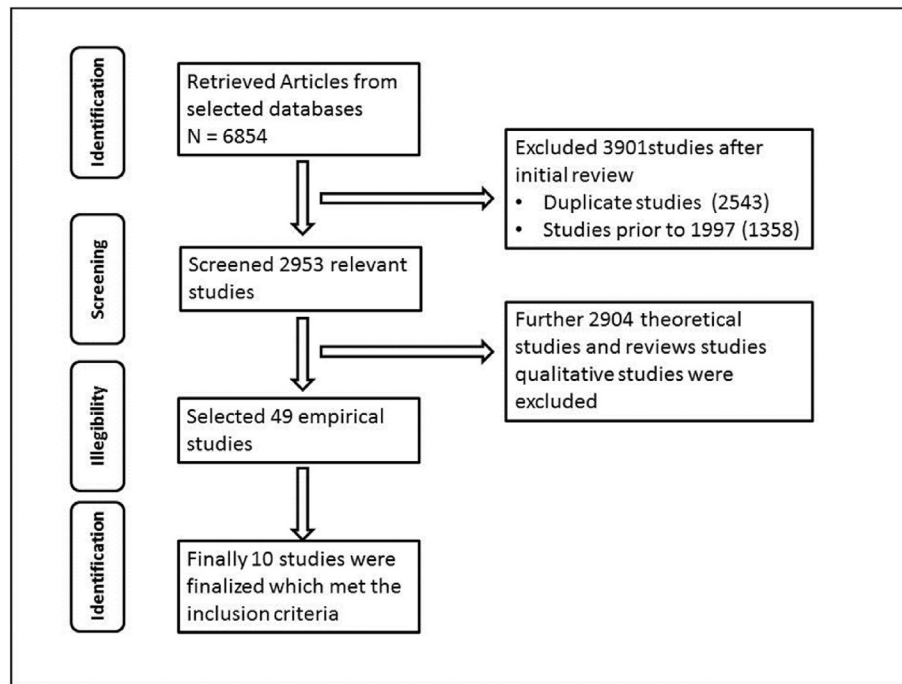 Identification
Retrieved Articles from
selected databases
N = 6854
Excluded 3901studies after
initial review
• Duplicate studies (2543)
• Studies prior to 1997 (1358)
Screening
Screened 2953 relevant
studies
Further 2904 theoretical
studies and reviews studies
qualitative studies were
excluded
Illegibility
Selected 49 empirical
studies
Identification
Finally 10 studies were
finalized which met the
inclusion criteria